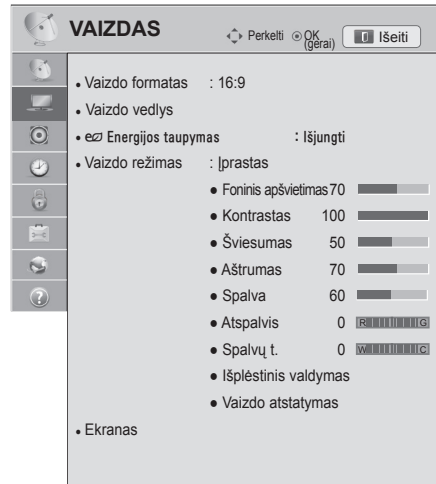 VAIZDAS Perkelti OK (gerai) Išeiti
Vaizdo formatas : 16:9
Vaizdo vedlys
Energijos taupymas : Išjungti
Vaizdo režimas : Įprastas
Foninis apšvietimas 70
Kontrastas 100
Šviesumas 50
Aštrumas 70
Spalva 60
Atspalvis 0 R G
Spalvų t. 0 W C
Išplėstinis valdymas
Vaizdo atstatymas
Ekranas